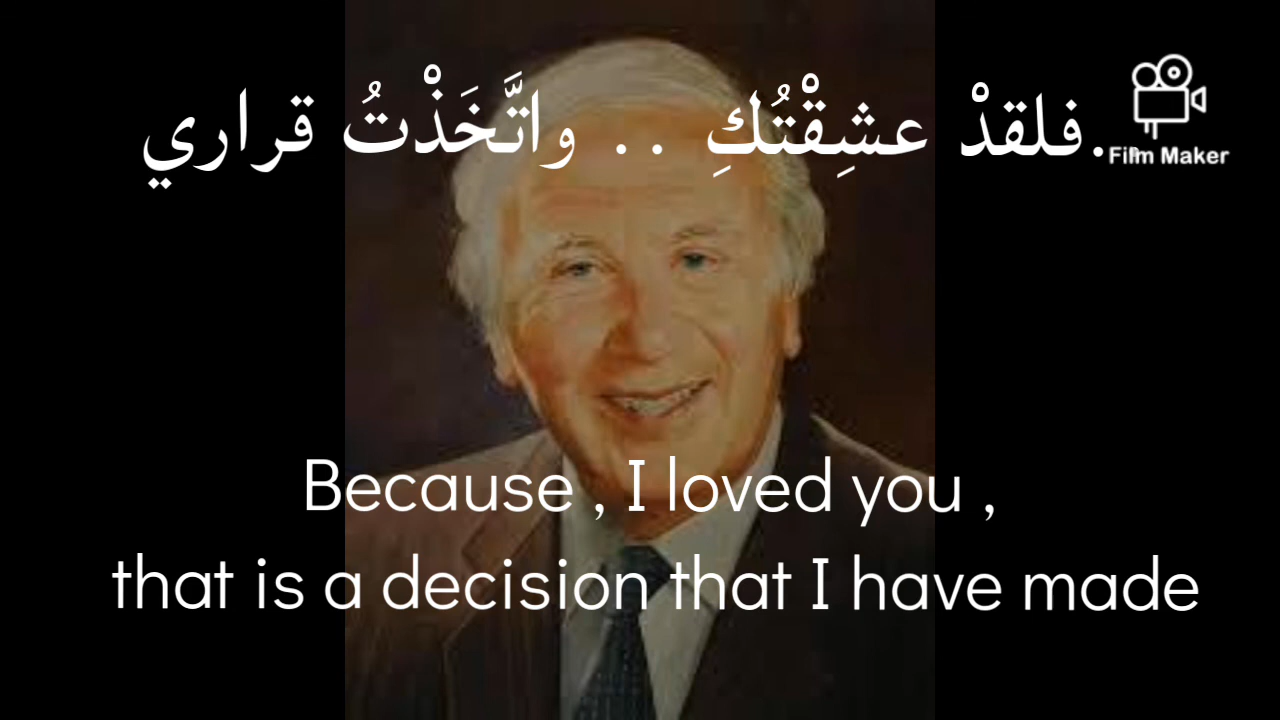 .فلقدْ عشِقْتُكِ . . واتَّخَذْتُ قراري
Film Maker
Because , I loved you ,
that is a decision that I have made